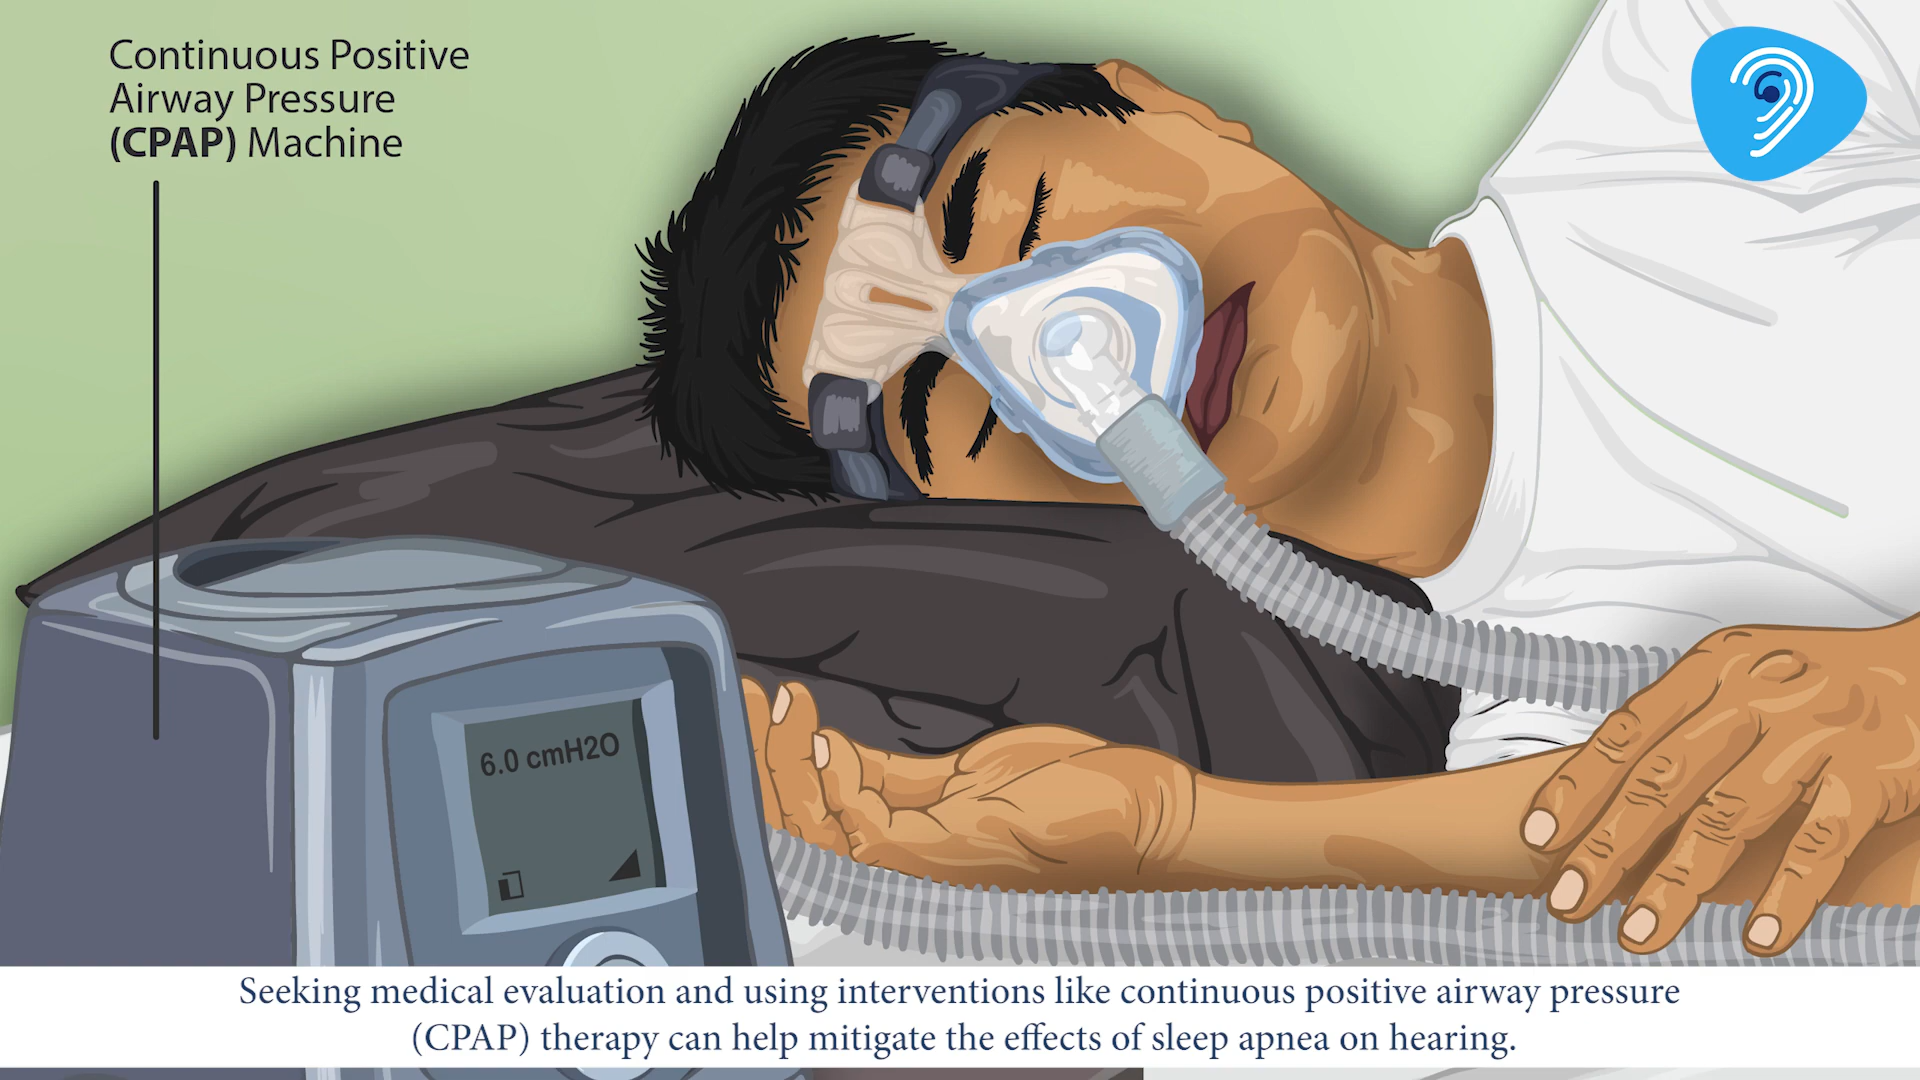 Continuous Positive
Airway Pressure
(CPAP) Machine
6.0 cmH2O
Seeking medical evaluation and using interventions like continuous positive airway pressure
(CPAP) therapy can help mitigate the effects of sleep apnea on hearing.